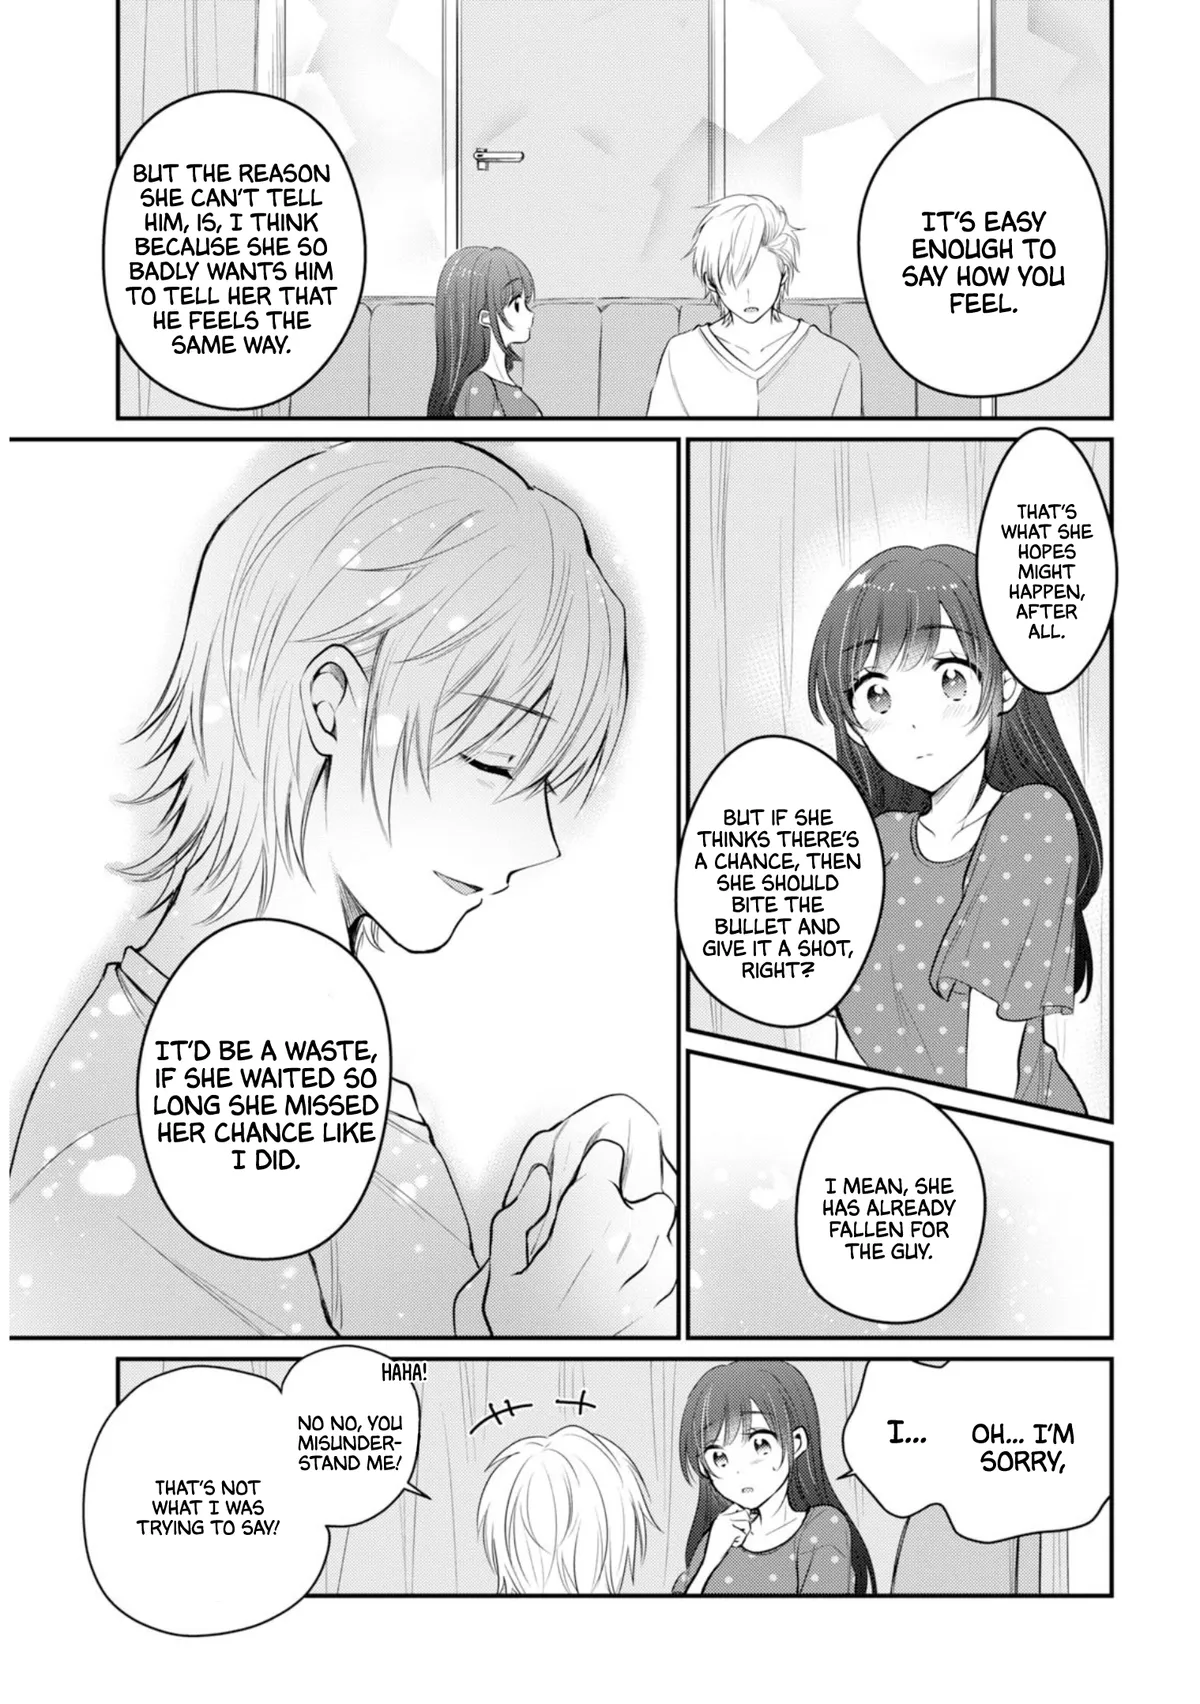 IT'S EASY
ENOUGH TO
SAY HOW YOU
FEEL.
BUT THE REASON
SHE CAN'T TELL
HIM, IS, I THINK
BECAUSE SHE SO
BADLY WANTS HIM
TO TELL HER THAT
HE FEELS THE
SAME WAY.
THAT'S
WHAT SHE
HOPES
MIGHT
HAPPEN,
AFTER
ALL.
BUT IF SHE
THINKS THERE'S
A CHANCE, THEN
SHE SHOULD
BITE THE
BULLET AND
GIVE IT A SHOT,
RIGHT?
I MEAN, SHE
HAS ALREADY
FALLEN FOR
THE GUY.
IT'D BE A WASTE,
IF SHE WAITED SO
LONG SHE MISSED
HER CHANCE LIKE
I DID.
OH... I'M
SORRY,
I...
HAHA!
NO NO, YOU
MISUNDER-
STAND ME!
THAT'S NOT
WHAT I WAS
TRYING TO SAY!